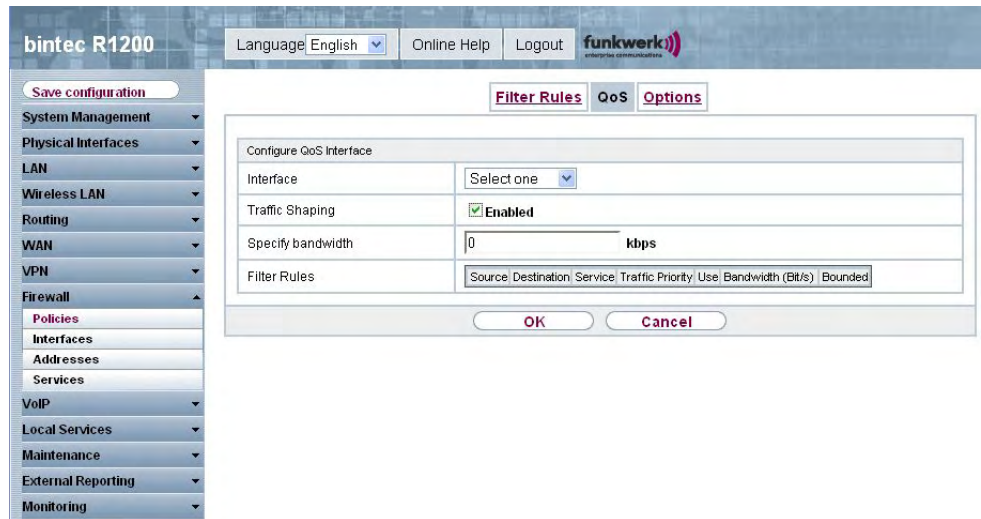 bintec R1200
Language English Online Help Logout funkwerk
enterprise communications
Save configuration
System Management
Physical Interfaces
LAN
Wireless LAN
Routing
WAN
VPN
Firewall
Policies
Interfaces
Addresses
Services
VoIP
Local Services
Maintenance
External Reporting
Monitoring
Filter Rules QoS Options
Configure QoS Interface
Interface Select one
Traffic Shaping Enabled
Specify bandwidth 0 kbps
Filter Rules Source Destination Service Traffic Priority Use Bandwidth (Bit/s) Bounded
OK Cancel